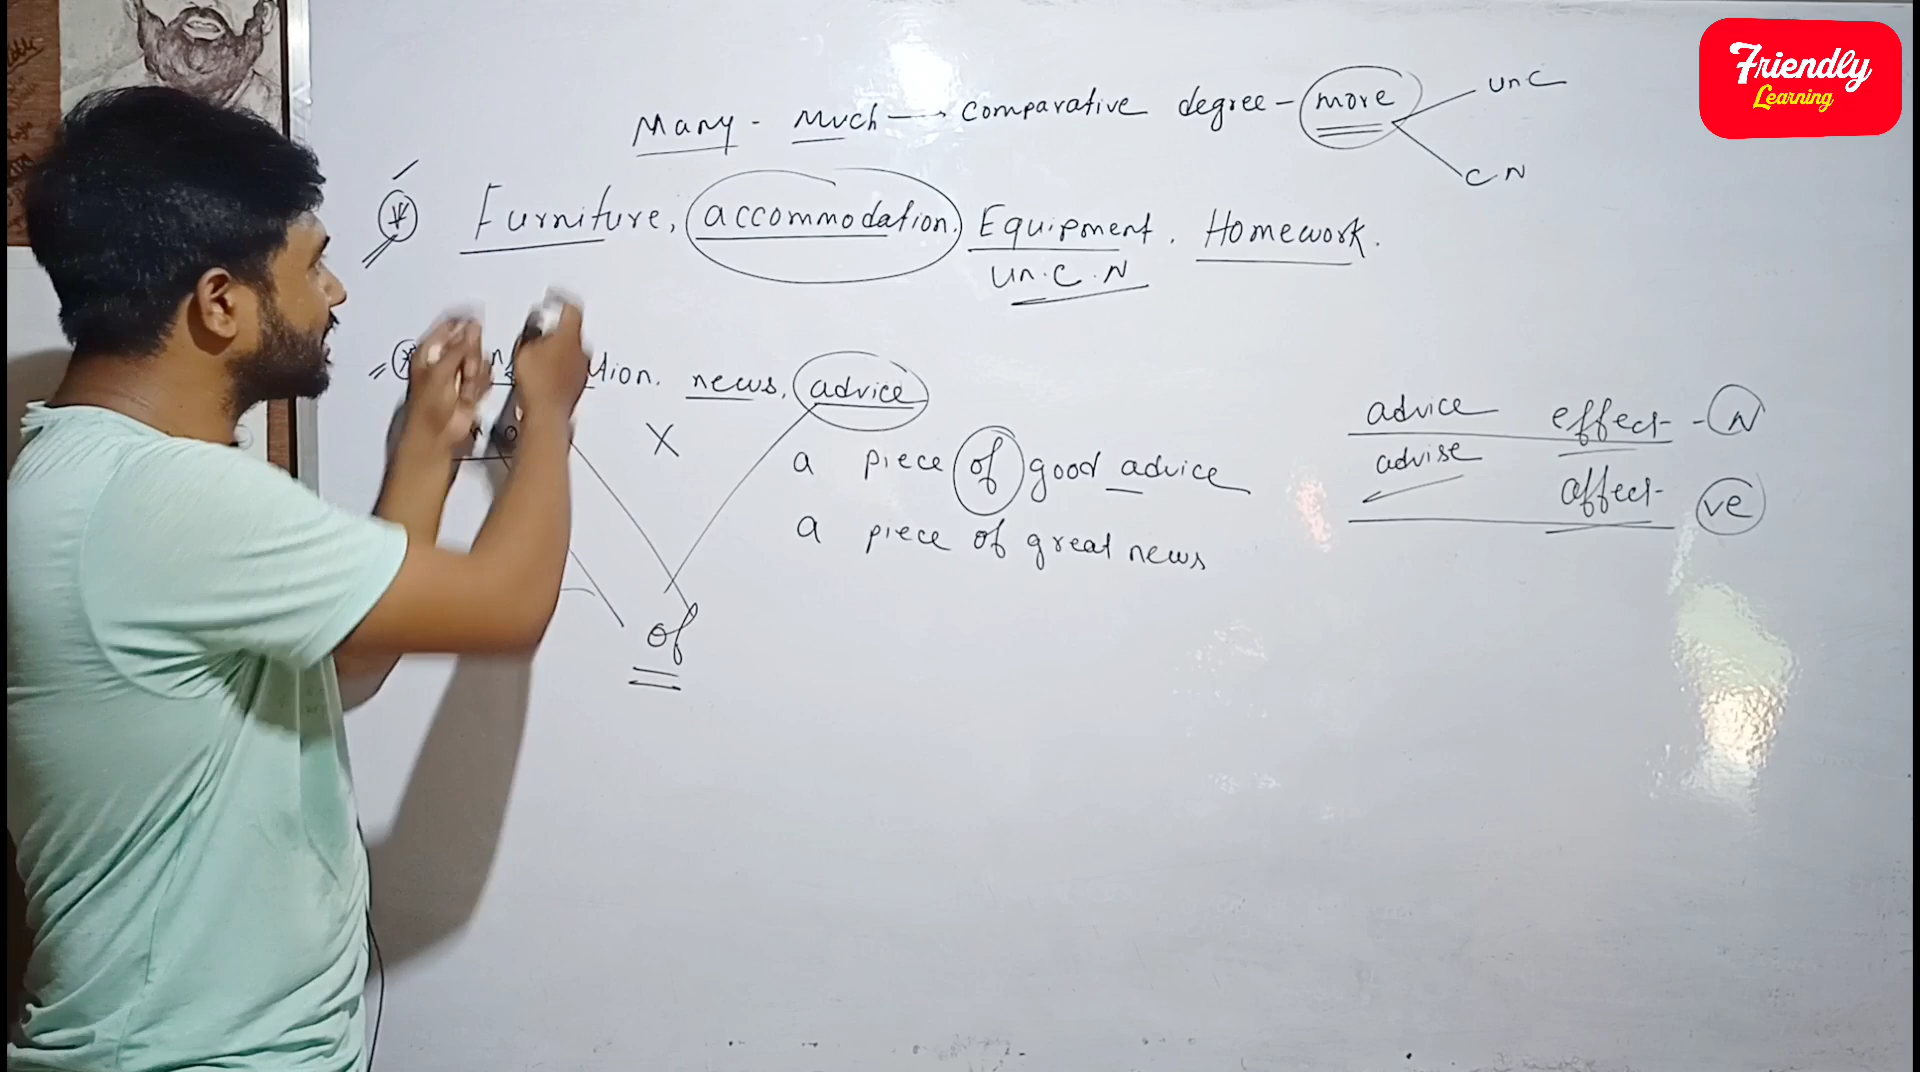 Friendly
Learning
Many - Much → comparative degree - more
unC
CN
Furniture, accommodation, Equipment. Homework.
un.C.N
news, advice
X
a piece of good advice
a piece of great news
of
advice effect - N
advise
affect - ve